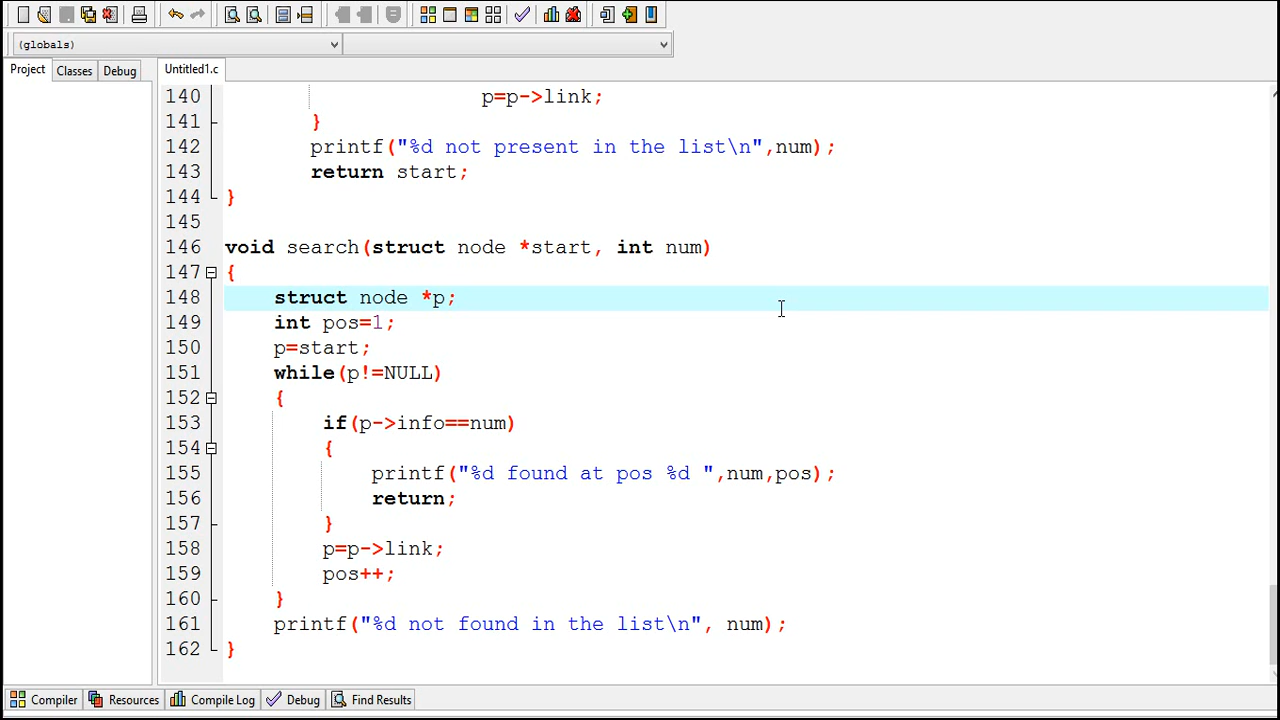 (globals)
Project Classes Debug Untitled1.c
140 p=p->link;
141 }
142 printf("%d not present in the list\n",num);
143 return start;
144 }
145
146 void search(struct node *start, int num)
147 {
148 struct node *p;
149 int pos=1;
150 p=start;
151 while(p!=NULL)
152 {
153 if(p->info==num)
154 {
155 printf("%d found at pos %d ",num,pos);
156 return;
157 }
158 p=p->link;
159 pos++;
160 }
161 printf("%d not found in the list\n", num);
162 }
Compiler Resources Compile Log Debug Find Results